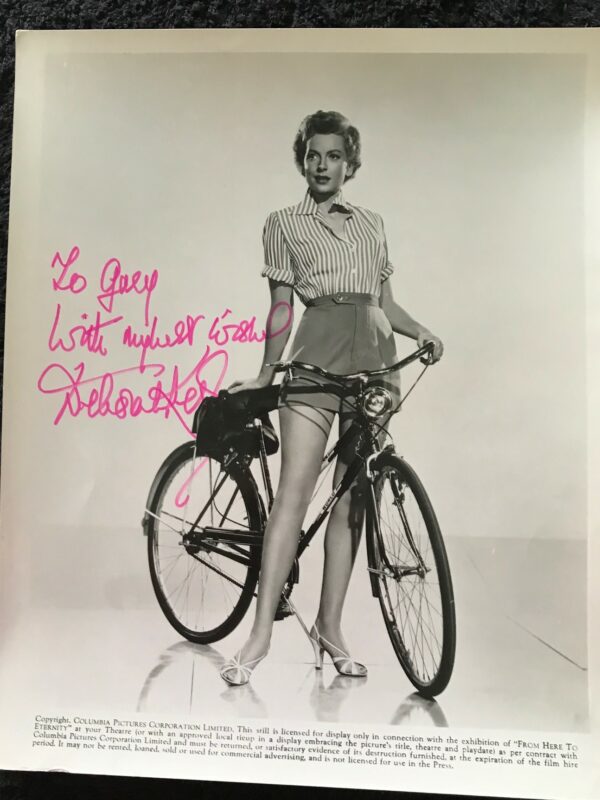 To Gary
With my best wishes
Deborah Kerr
Copyright, COLUMBIA PICTURES CORPORATION LIMITED. This still is licensed for display only in connection with the exhibition of "FROM HERE TO
ETERNITY" at your Theatre (or with an approved local tieup in a display embracing the picture's title, theatre and playdate) as per contract with
Columbia Pictures Corporation Limited and must be returned, or satisfactory evidence of its destruction furnished, at the expiration of the film hire
period. It may not be rented, loaned, sold or used for commercial advertising, and is not licensed for use in the Press.